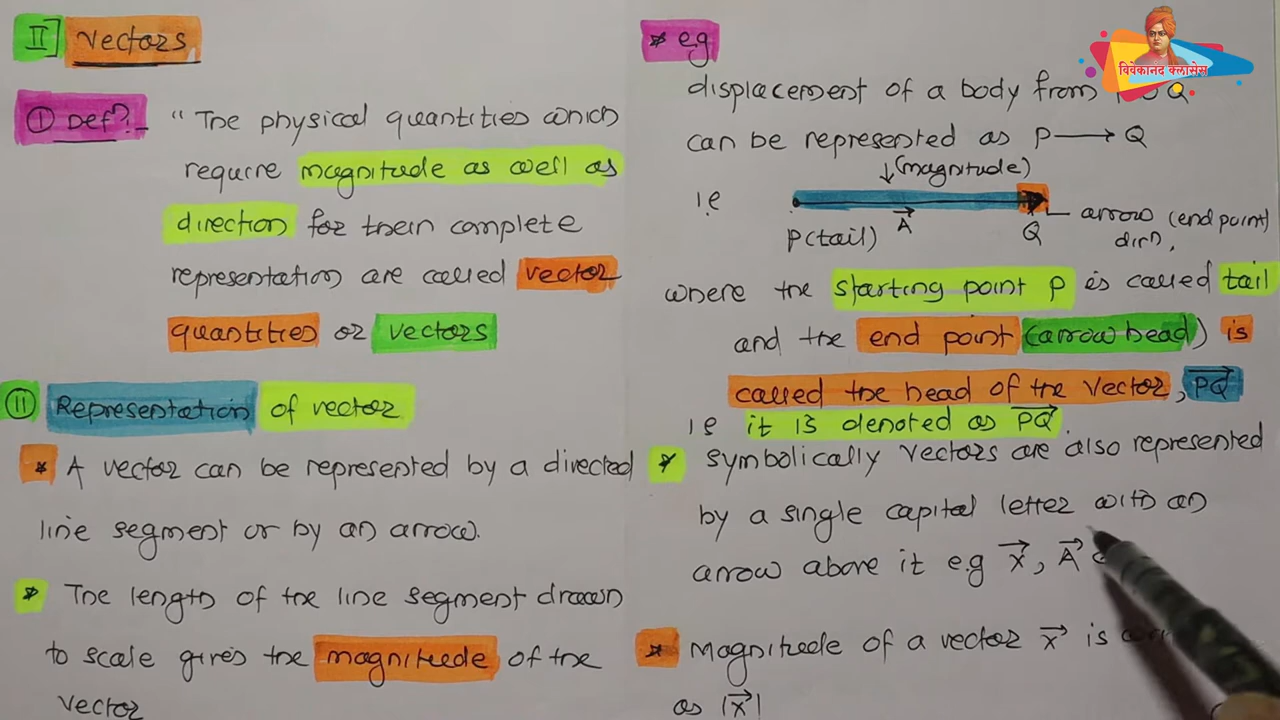 II] Vectors
① Defn:- "The physical quantities which
require magnitude as well as
direction for their complete
representation are called vector
quantities or vectors
II Representation of vector
* A vector can be represented by a directed
line segment or by an arrow.
* The length of the line segment drawn
to scale gives the magnitude of the
vector
* e.g
displacement of a body from Q
can be represented as P → Q
↓(magnitude)
i.e
P(tail) A⃗ Q arrow (end point)
dirn,
where the starting point P is called tail
and the end point (arrow head) is
called the head of the vector, PQ⃗
ie it is denoted as PQ⃗.
* Symbolically vectors are also represented
by a single capital letter with an
arrow above it e.g x⃗, A⃗
* Magnitude of a vector x⃗ is
as |x⃗|
विवेकानंद क्लासेस